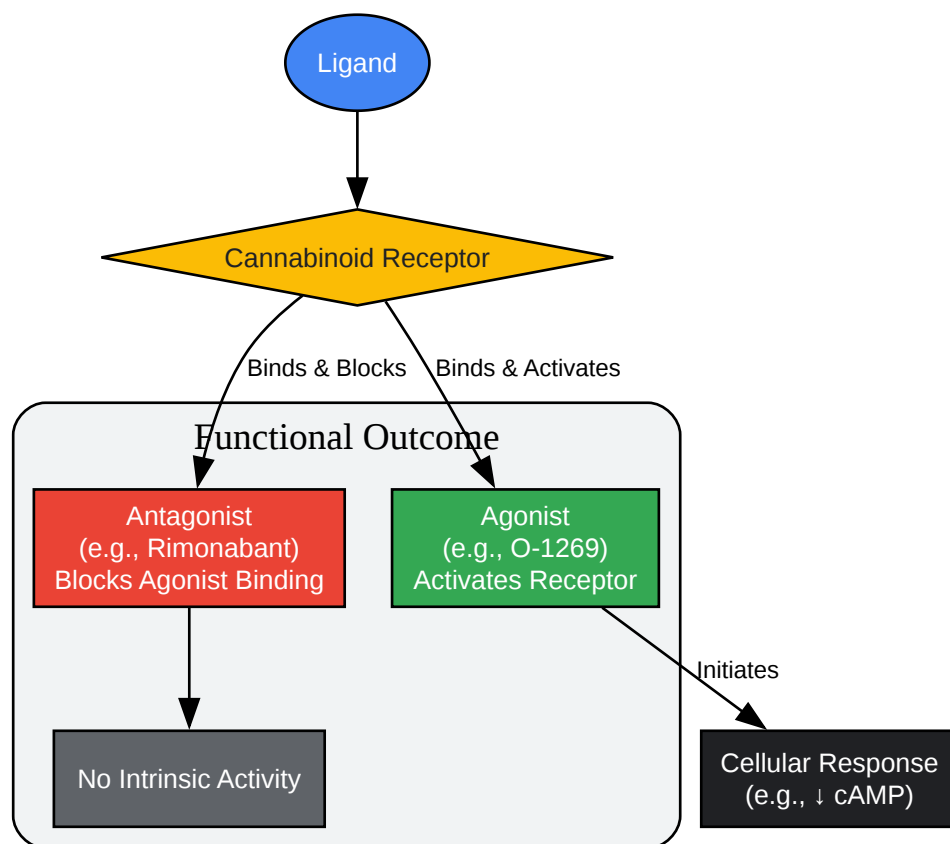 Ligand
Cannabinoid Receptor
Binds & Blocks
Binds & Activates
Functional Outcome
Antagonist
(e.g., Rimonabant)
Blocks Agonist Binding
Agonist
(e.g., O-1269)
Activates Receptor
Initiates
No Intrinsic Activity
Cellular Response
(e.g., ↓ cAMP)